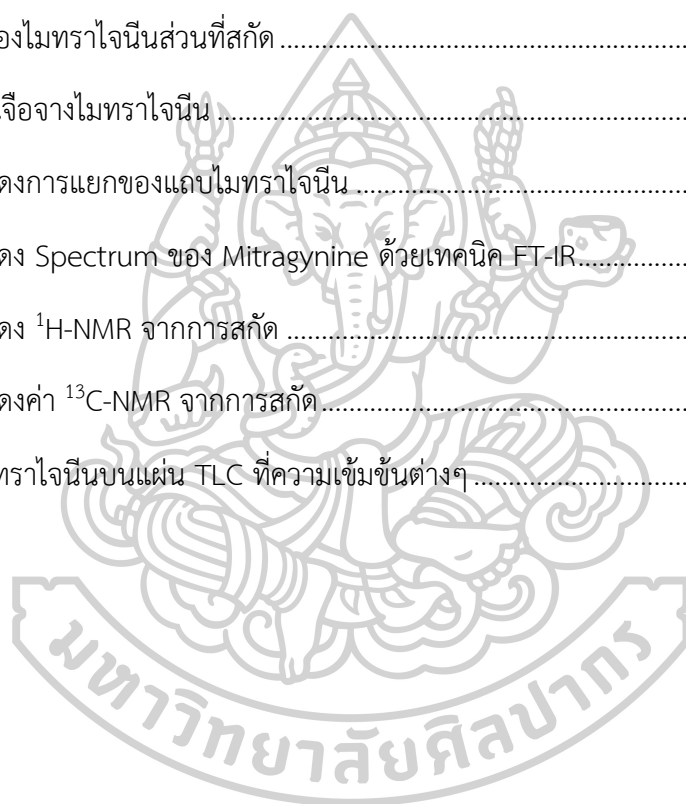 องไมทราไจนีนส่วนที่สกัด
เจือจางไมทราไจนีน
ดงการแยกของแถบไมทราไจนีน
ดง Spectrum ของ Mitragynine ด้วยเทคนิค FT-IR
ดง ¹H-NMR จากการสกัด
ดงค่า ¹³C-NMR จากการสกัด
ทราไจนีนบนแผ่น TLC ที่ความเข้มข้นต่างๆ
มหาวิทยาลัยศิลปากร